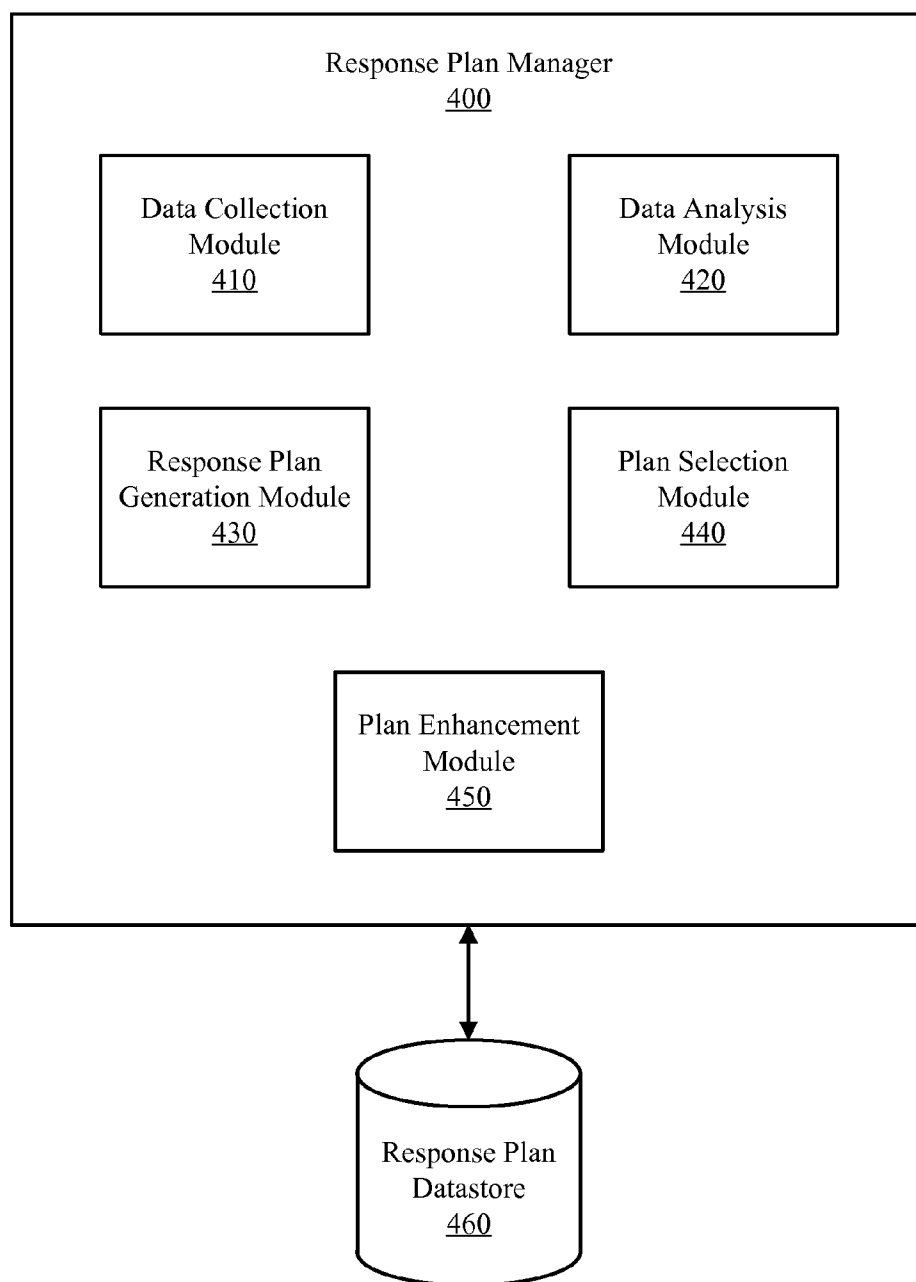 Response Plan Manager
400
Data Collection
Module
410
Data Analysis
Module
420
Response Plan
Generation Module
430
Plan Selection
Module
440
Plan Enhancement
Module
450
Response Plan
Datastore
460